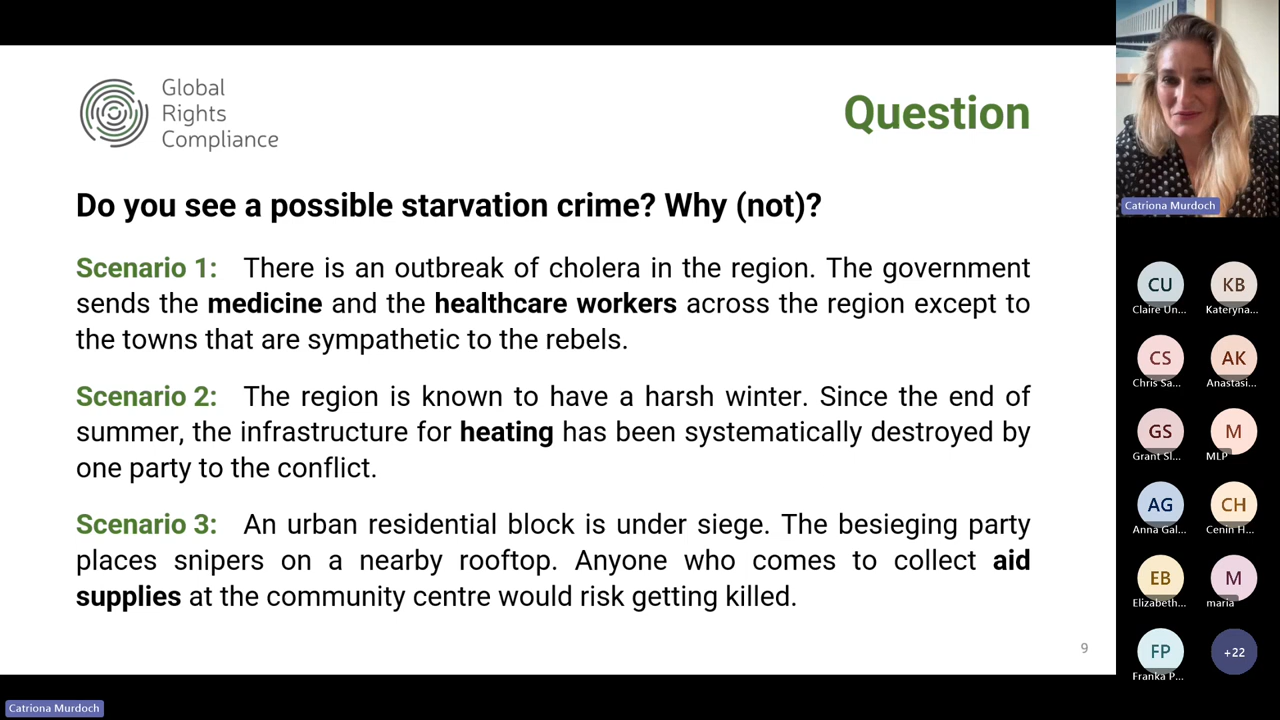 Global
Rights
Compliance
Question
Do you see a possible starvation crime? Why (not)?
Scenario 1: There is an outbreak of cholera in the region. The government
sends the medicine and the healthcare workers across the region except to
the towns that are sympathetic to the rebels.
Scenario 2: The region is known to have a harsh winter. Since the end of
summer, the infrastructure for heating has been systematically destroyed by
one party to the conflict.
Scenario 3: An urban residential block is under siege. The besieging party
places snipers on a nearby rooftop. Anyone who comes to collect aid
supplies at the community centre would risk getting killed.
9
Catriona Murdoch
Catriona Murdoch
CU
KB
Claire Un...
Kateryna...
CS
AK
Chris Sa...
Anastasi...
GS
M
Grant Sl...
MLP
AG
CH
Anna Gal...
Cenin H...
EB
M
Elizabeth...
maria
FP
+22
Franka P...